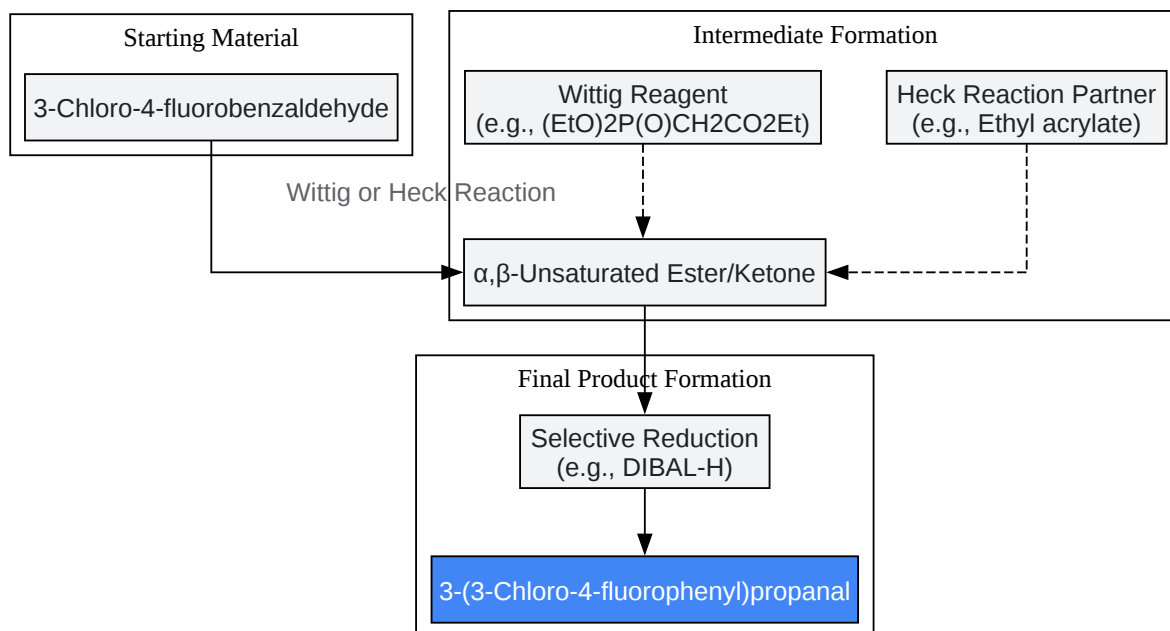 Starting Material
3-Chloro-4-fluorobenzaldehyde
Intermediate Formation
Wittig Reagent
(e.g., (EtO)2P(O)CH2CO2Et)
Heck Reaction Partner
(e.g., Ethyl acrylate)
Wittig or Heck Reaction
α,β-Unsaturated Ester/Ketone
Final Product Formation
Selective Reduction
(e.g., DIBAL-H)
3-(3-Chloro-4-fluorophenyl)propanal